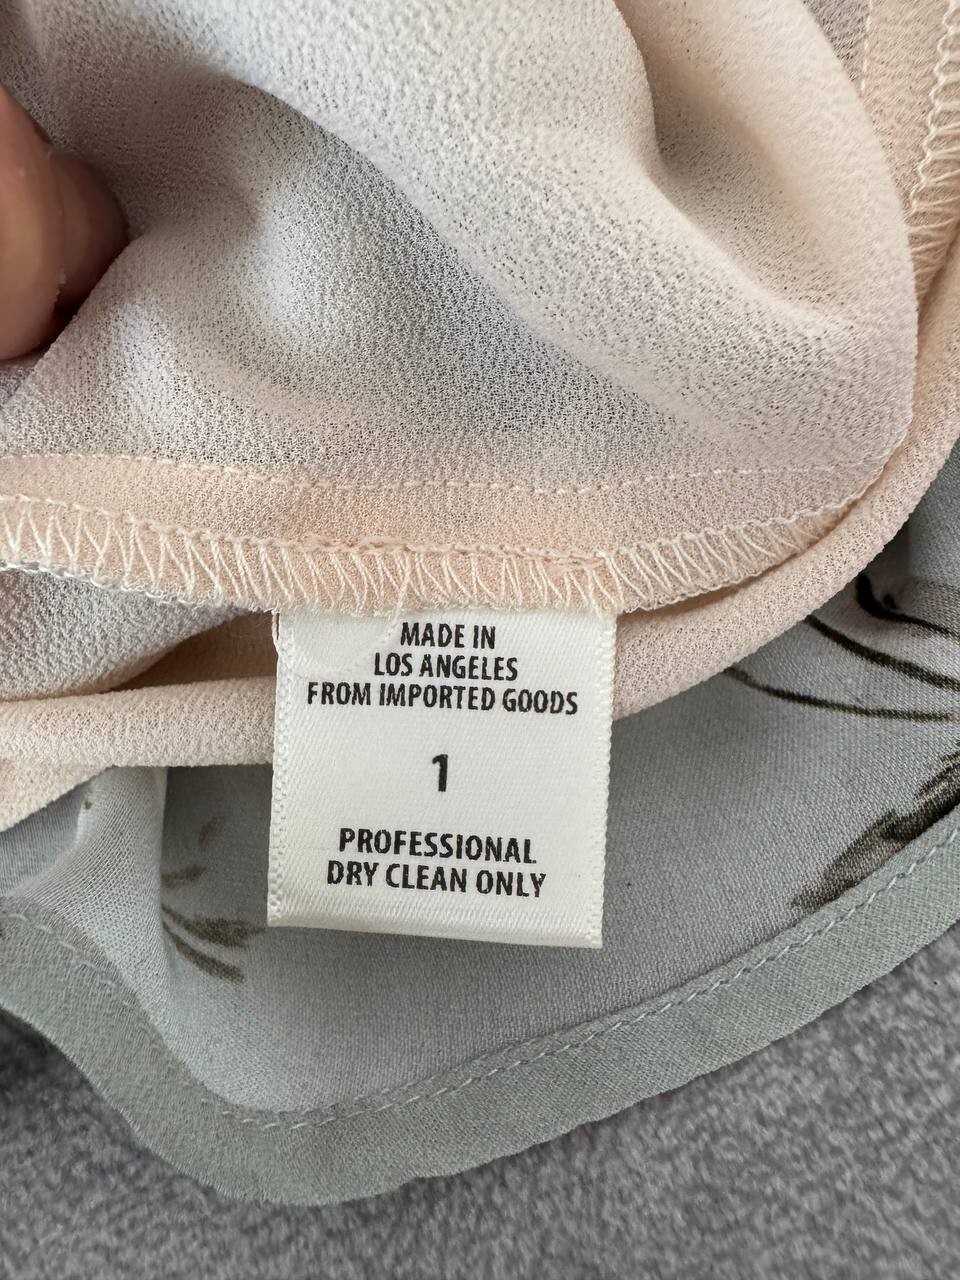 MADE IN
LOS ANGELES
FROM IMPORTED GOODS
1
PROFESSIONAL
DRY CLEAN ONLY